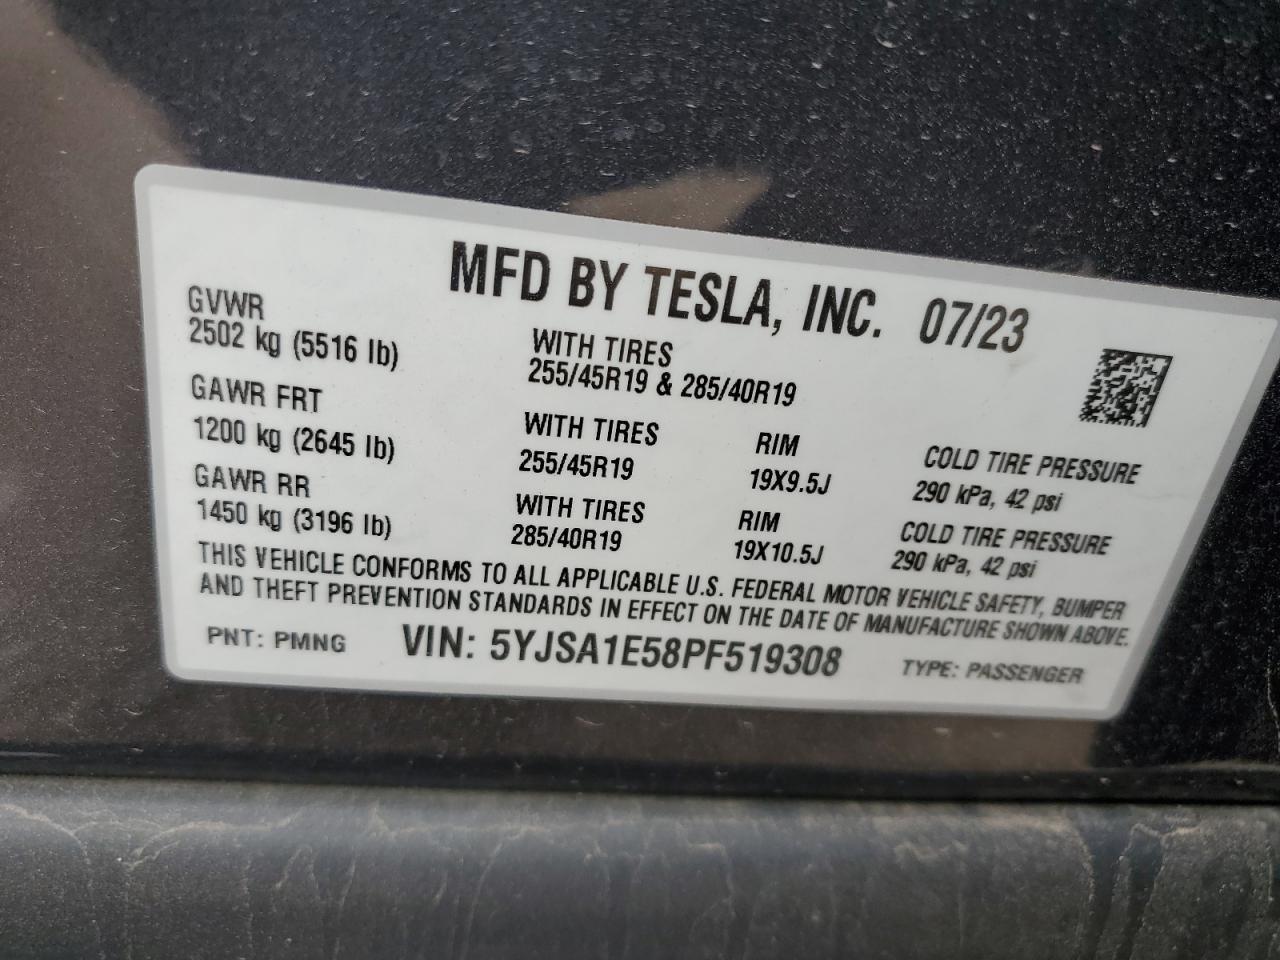 MFD BY TESLA, INC. 07/23
GVWR
2502 kg (5516 lb)
WITH TIRES
255/45R19 & 285/40R19
GAWR FRT
1200 kg (2645 lb)
WITH TIRES
255/45R19
RIM
19X9.5J
COLD TIRE PRESSURE
290 kPa, 42 psi
GAWR RR
1450 kg (3196 lb)
WITH TIRES
285/40R19
RIM
19X10.5J
COLD TIRE PRESSURE
290 kPa, 42 psi
THIS VEHICLE CONFORMS TO ALL APPLICABLE U.S. FEDERAL MOTOR VEHICLE SAFETY, BUMPER
AND THEFT PREVENTION STANDARDS IN EFFECT ON THE DATE OF MANUFACTURE SHOWN ABOVE.
PNT: PMNG VIN: 5YJSA1E58PF519308 TYPE: PASSENGER